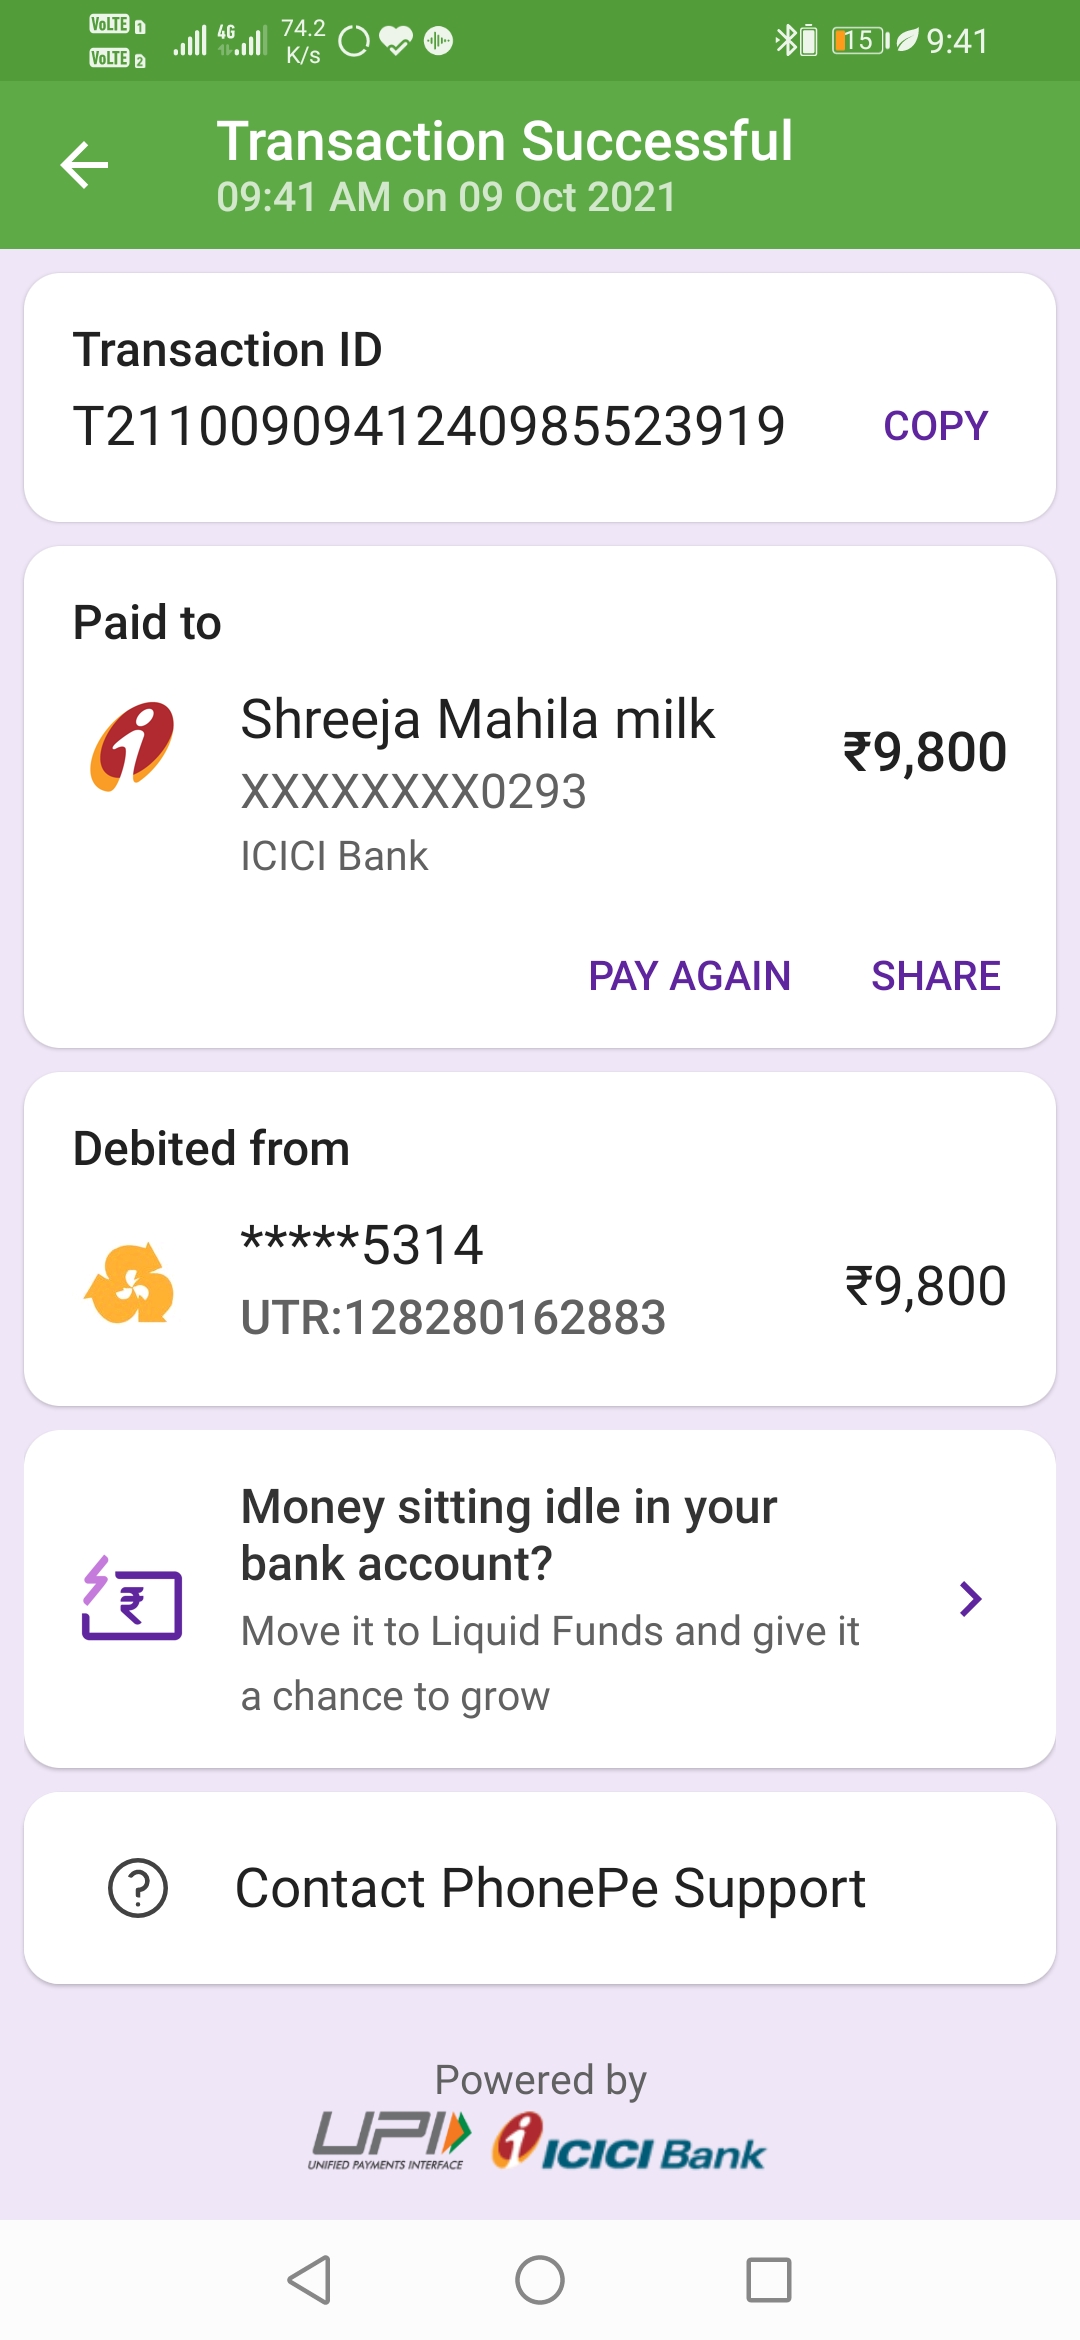 VoLTE 1
VoLTE 2
4G
74.2
K/s
15
9:41
Transaction Successful
09:41 AM on 09 Oct 2021
Transaction ID
T2110090941240985523919
COPY
Paid to
Shreeja Mahila milk
₹9,800
XXXXXXXX0293
ICICI Bank
PAY AGAIN
SHARE
Debited from
*****5314
₹9,800
UTR:128280162883
Money sitting idle in your
bank account?
Move it to Liquid Funds and give it
a chance to grow
Contact PhonePe Support
Powered by
UPI
UNIFIED PAYMENTS INTERFACE
ICICI Bank